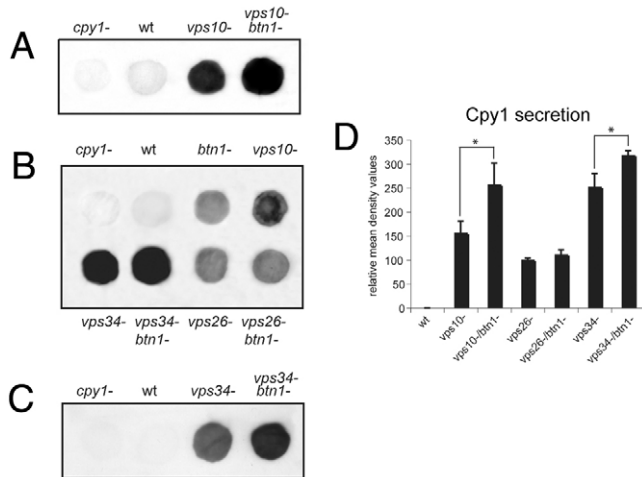 A
cpy1- wt vps10- vps10-
btn1-
B
cpy1- wt btn1- vps10-
vps34- vps34- vps26- vps26-
btn1- btn1-
C
cpy1- wt vps34- vps34-
btn1-
D
Cpy1 secretion
relative mean density values
350
300
250
200
150
100
50
0
*
*
wt
vps10-
vps10-/btn1-
vps26-
vps26-/btn1-
vps34-
vps34-/btn1-